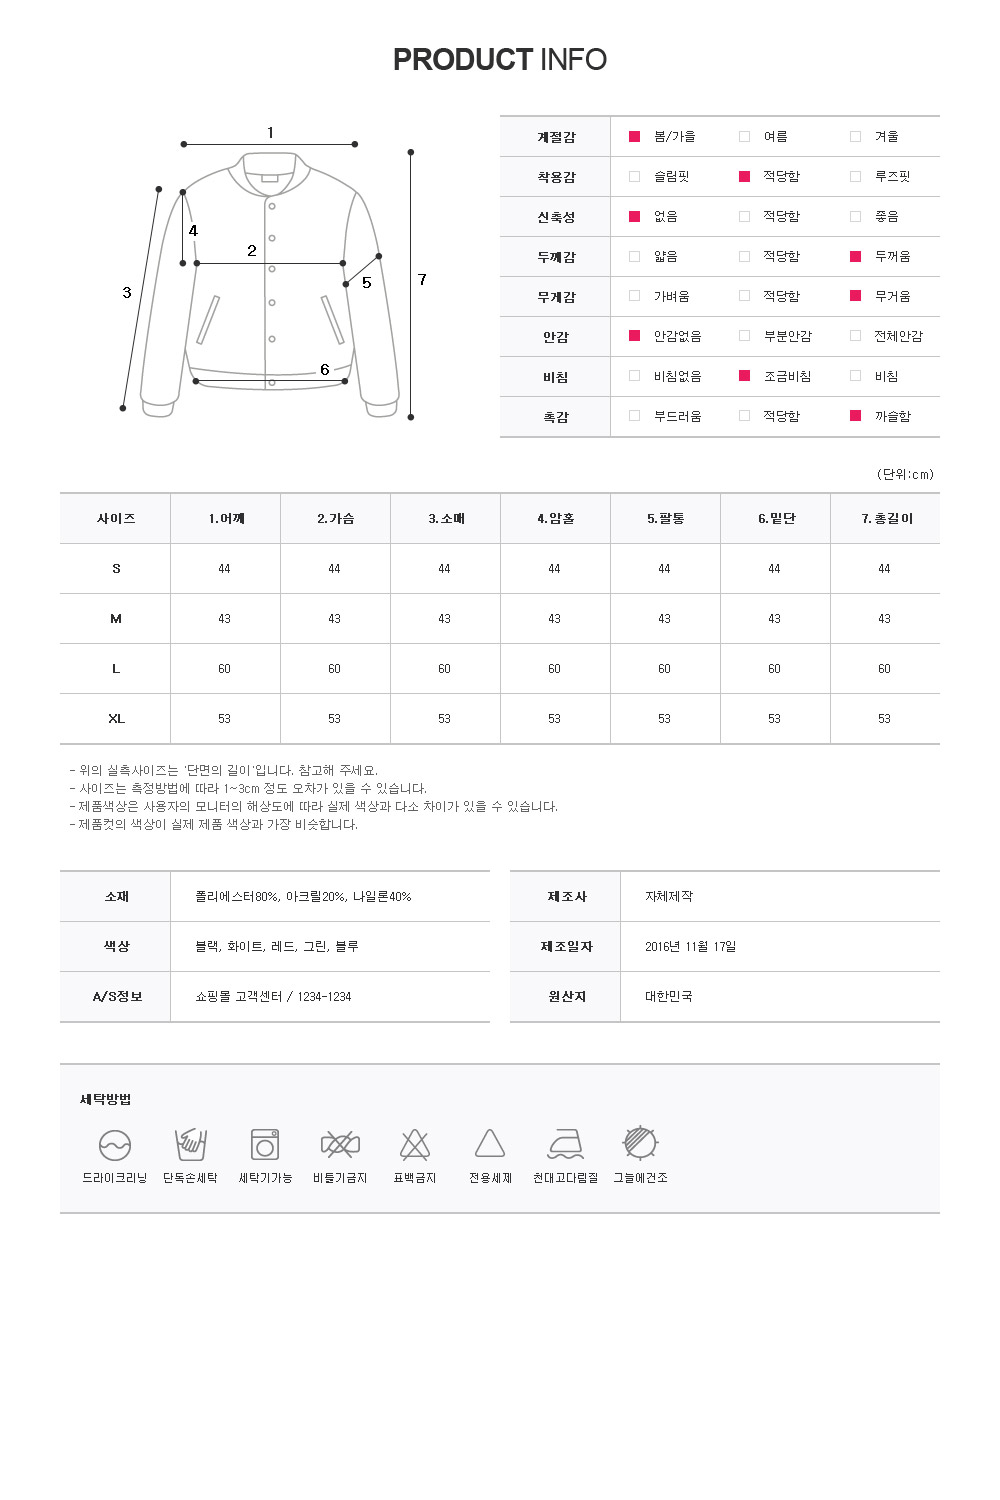 PRODUCT INFO
1
2
3
4
5
6
7
계절감 봄/가을 여름 겨울
착용감 슬림핏 적당함 루즈핏
신축성 없음 적당함 좋음
두께감 얇음 적당함 두꺼움
무게감 가벼움 적당함 무거움
안감 안감없음 부분안감 전체안감
비침 비침없음 조금비침 비침
촉감 부드러움 적당함 까슬함
(단위:cm)
사이즈 1.어깨 2.가슴 3.소매 4.암홀 5.팔통 6.밑단 7.총길이
S 44 44 44 44 44 44 44
M 43 43 43 43 43 43 43
L 60 60 60 60 60 60 60
XL 53 53 53 53 53 53 53
- 위의 실측사이즈는 '단면의 길이'입니다. 참고해 주세요.
- 사이즈는 측정방법에 따라 1~3cm 정도 오차가 있을 수 있습니다.
- 제품색상은 사용자의 모니터의 해상도에 따라 실제 색상과 다소 차이가 있을 수 있습니다.
- 제품컷의 색상이 실제 제품 색상과 가장 비슷합니다.
소재 폴리에스터80%, 아크릴20%, 나일론40%
색상 블랙, 화이트, 레드, 그린, 블루
A/S정보 쇼핑몰 고객센터 / 1234-1234
제조사 자체제작
제조일자 2016년 11월 17일
원산지 대한민국
세탁방법
드라이크리닝 단독손세탁 세탁기가능 비틀기금지 표백금지 전용세제 천대고다림질 그늘에건조